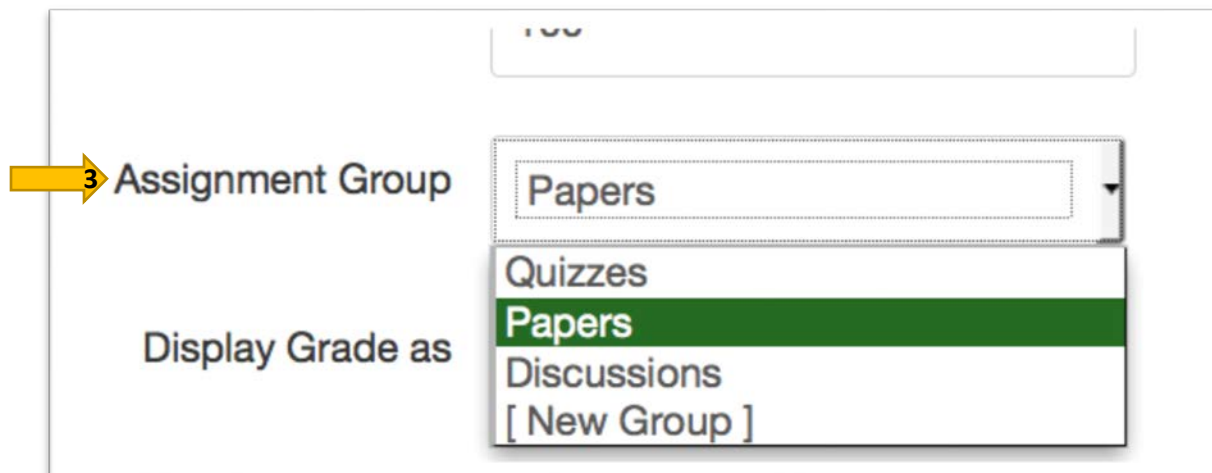 3 Assignment Group
Papers
Quizzes
Papers
Display Grade as
Discussions
[ New Group ]